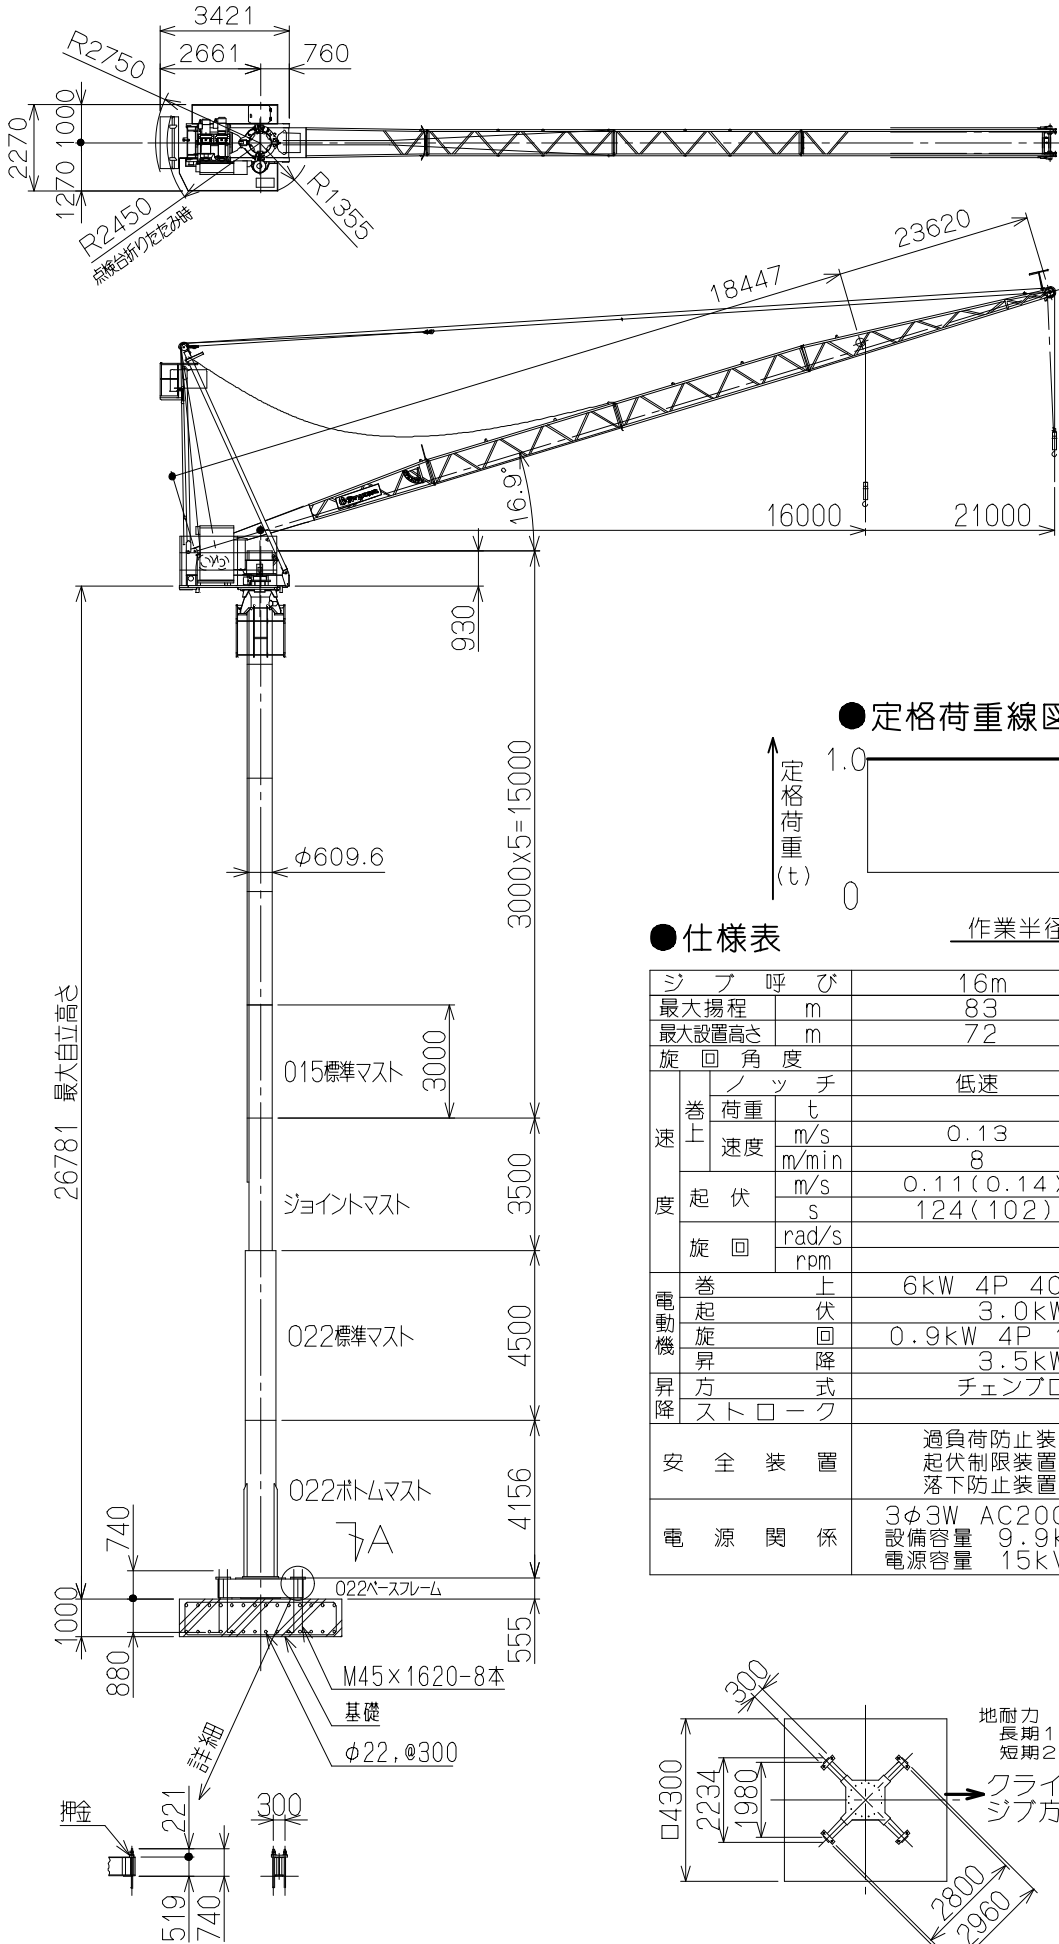 3421
2661
760
R2750
2270
1000
1270
R2450
点検台折りたたみ時
R1355
23620
18447
16.9°
16000
21000
930
●定格荷重線図
1.0
定格荷重(t)
0
作業半径
3000x5=15000
φ609.6
26781 最大自立高さ
015標準マスト
3000
ジョイントマスト
3500
022標準マスト
4500
022ボトムマスト
4156
A
022ベースフレーム
740
1000
880
555
M45×1620-8本
基礎
φ22,@300
詳細
押金
221
519
740
300
●仕様表
ジブ呼び 16m
最大揚程 m 83
最大設置高さ m 72
旋回角度
速度 巻上 ノッチ 低速
荷重 t
速度 m/s 0.13
m/min 8
起伏 m/s 0.11(0.14)
s 124(102)
旋回 rad/s
rpm
電動機 巻上 6kW 4P 40
起伏 3.0kW
旋回 0.9kW 4P
昇降 3.5kW
昇降 方式 チェンブロ
ストローク
安全装置 過負荷防止装
起伏制限装置
落下防止装置
電源関係 3φ3W AC200
設備容量 9.9k
電源容量 15kV
300
□4300
2234
1980
地耐力
長期1
短期2
クライ
ジブ方
2800
2960